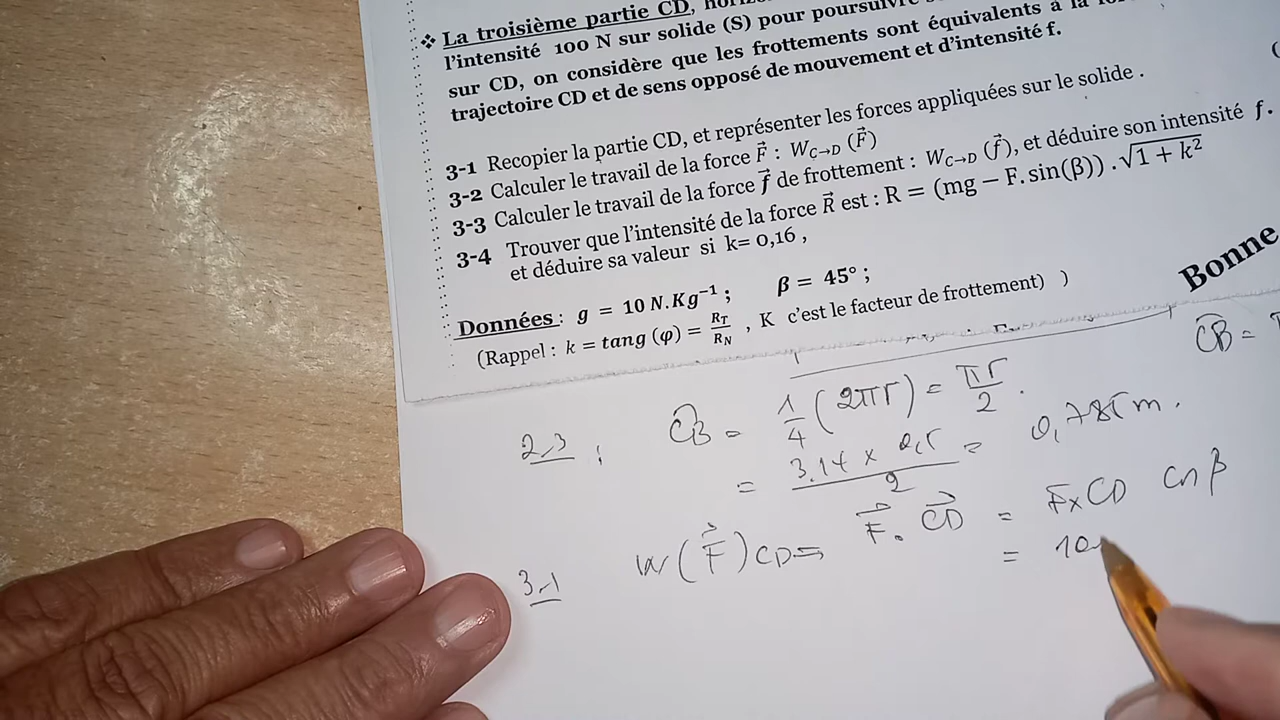 ❖ La troisième partie CD,
l'intensité 100 N sur solide (S) pour poursuivre
sur CD, on considère que les frottements sont équivalents à la
trajectoire CD et de sens opposé de mouvement et d'intensité f.
3-1 Recopier la partie CD, et représenter les forces appliquées sur le solide .
3-2 Calculer le travail de la force F⃗ : W_{C→D} (F⃗)
3-3 Calculer le travail de la force f⃗ de frottement : W_{C→D} (f⃗), et déduire son intensité f.
3-4 Trouver que l'intensité de la force R⃗ est : R = (mg − F. sin(β)) . √(1 + k²)
et déduire sa valeur si k= 0,16 ,
Bonne
Données : g = 10 N.Kg⁻¹ ; β = 45° ;
(Rappel : k = tang (φ) = R_T/R_N , K c'est le facteur de frottement) )
CB =
2.3 : CB = 1/4 (2πr) = πr/2 .
= 3.14 x 0,5 / 2 = 0,785 m .
3.1 W(F⃗)CD = F⃗ . CD⃗ = F x CD cos β
= 10